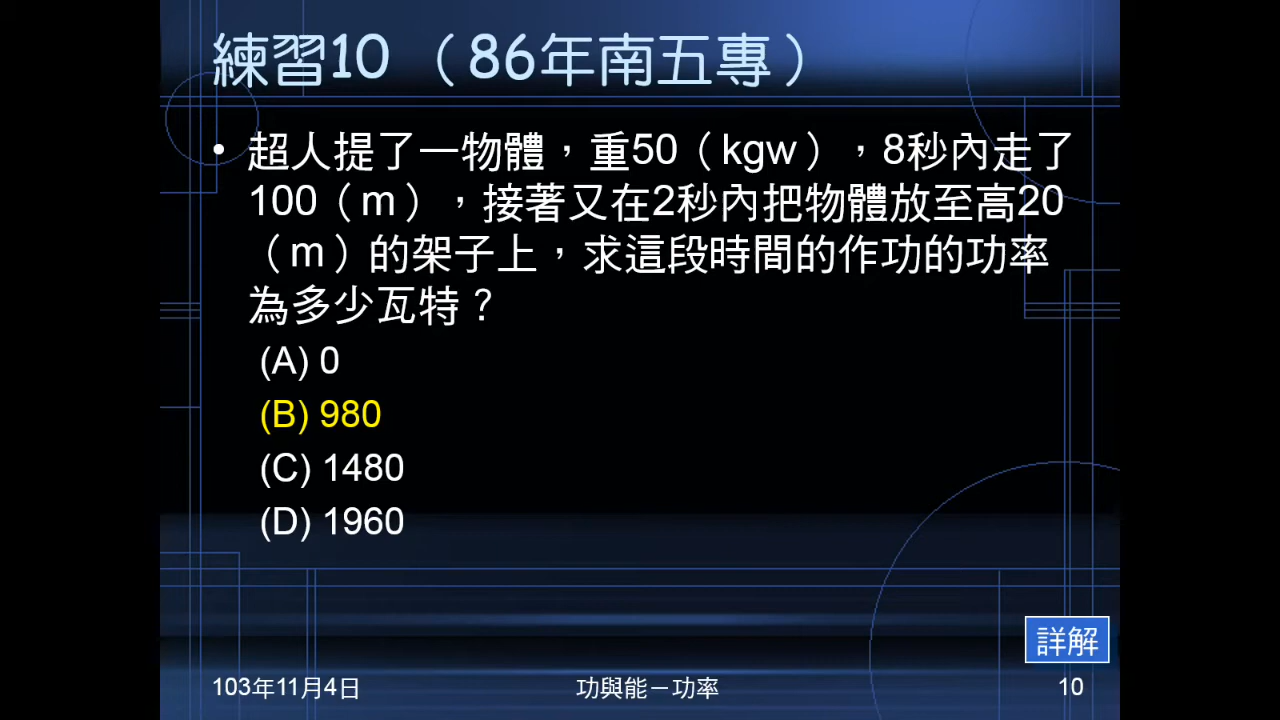 練習10（86年南五專）
• 超人提了一物體，重50（kgw），8秒內走了
100（m），接著又在2秒內把物體放至高20
（m）的架子上，求這段時間的作功的功率
為多少瓦特？
(A) 0
(B) 980
(C) 1480
(D) 1960
詳解
103年11月4日 功與能－功率 10